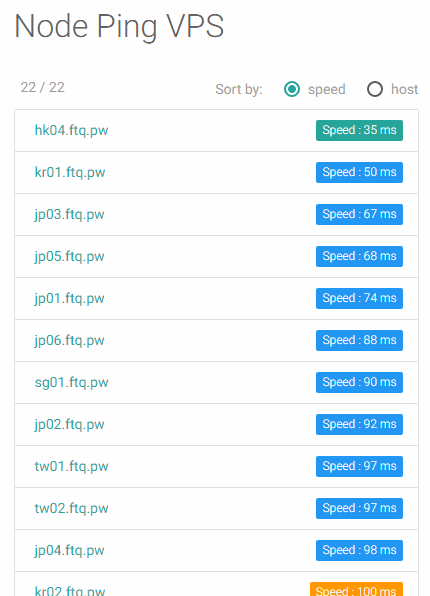 Node Ping VPS
22 / 22 Sort by: speed host
hk04.ftq.pw Speed : 35 ms
kr01.ftq.pw Speed : 50 ms
jp03.ftq.pw Speed : 67 ms
jp05.ftq.pw Speed : 68 ms
jp01.ftq.pw Speed : 74 ms
jp06.ftq.pw Speed : 88 ms
sg01.ftq.pw Speed : 90 ms
jp02.ftq.pw Speed : 92 ms
tw01.ftq.pw Speed : 97 ms
tw02.ftq.pw Speed : 97 ms
jp04.ftq.pw Speed : 98 ms
kr02.ftq.pw Speed : 100 ms